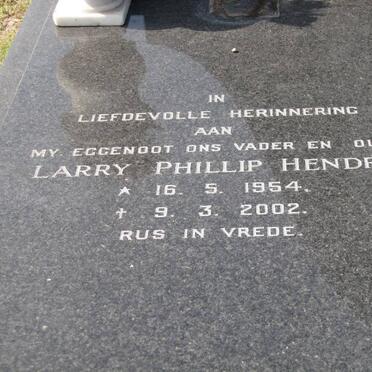 IN
LIEFDEVOLLE HERINNERING
AAN
MY EGGENOOT ONS VADER EN
LARRY PHILLIP HENDR
* 16. 5. 1954.
† 9. 3. 2002.
RUS IN VREDE.